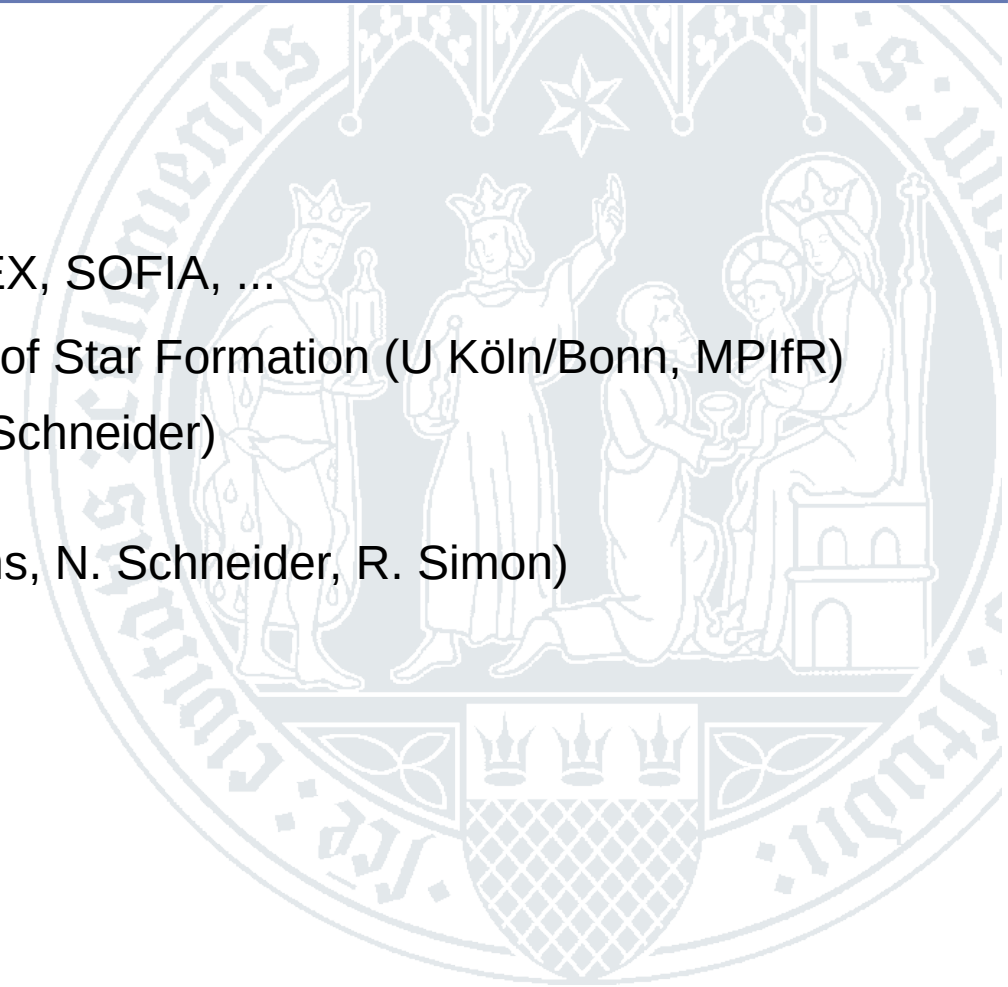 EX, SOFIA, ...
of Star Formation (U Köln/Bonn, MPIfR)
Schneider)
s, N. Schneider, R. Simon)